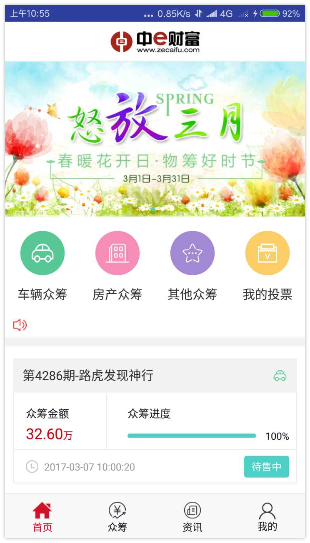 上午10:55 ... 0.85K/s 4G 92%
中e财富
www.zecaifu.com
SPRING
怒放三月
春暖花开日·物筹好时节
3月1日-3月31日
车辆众筹 房产众筹 其他众筹 我的投票
第4286期-路虎发现神行
众筹金额 众筹进度
32.60万 100%
2017-03-07 10:00:20 待售中
首页 众筹 资讯 我的